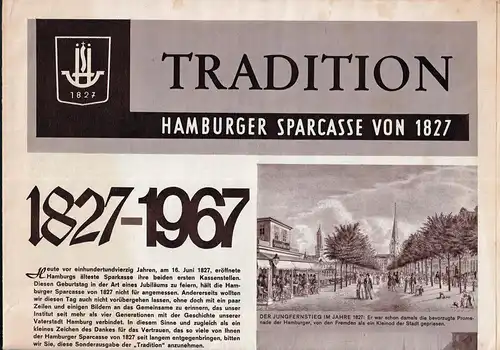 1827
TRADITION
HAMBURGER SPARCASSE VON 1827
1827-1967
Heute vor einhundertvierzig Jahren, am 16. Juni 1827, eröffnete
Hamburgs älteste Sparkasse ihre beiden ersten Kassenstellen.
Diesen Geburtstag in der Art eines Jubiläums zu feiern, hält die Ham-
burger Sparcasse von 1827 nicht für angemessen. Andererseits wollten
wir diesen Tag auch nicht vorübergehen lassen, ohne doch mit ein paar
Zeilen und einigen Bildern an das Gemeinsame zu erinnern, das unser
Institut seit mehr als vier Generationen mit der Geschichte unserer
Vaterstadt Hamburg verbindet. In diesem Sinne und zugleich als ein
kleines Zeichen des Dankes für das Vertrauen, das so viele von Ihnen
der Hamburger Sparcasse von 1827 seit langem entgegenbringen, bitten
wir Sie, diese Sonderausgabe der „Tradition" anzunehmen.
DER JUNGFERNSTIEG IM JAHRE 1827: Er war schon damals die bevorzugte Prome-
nade der Hamburger, von den Fremden als ein Kleinod der Stadt gepriesen.